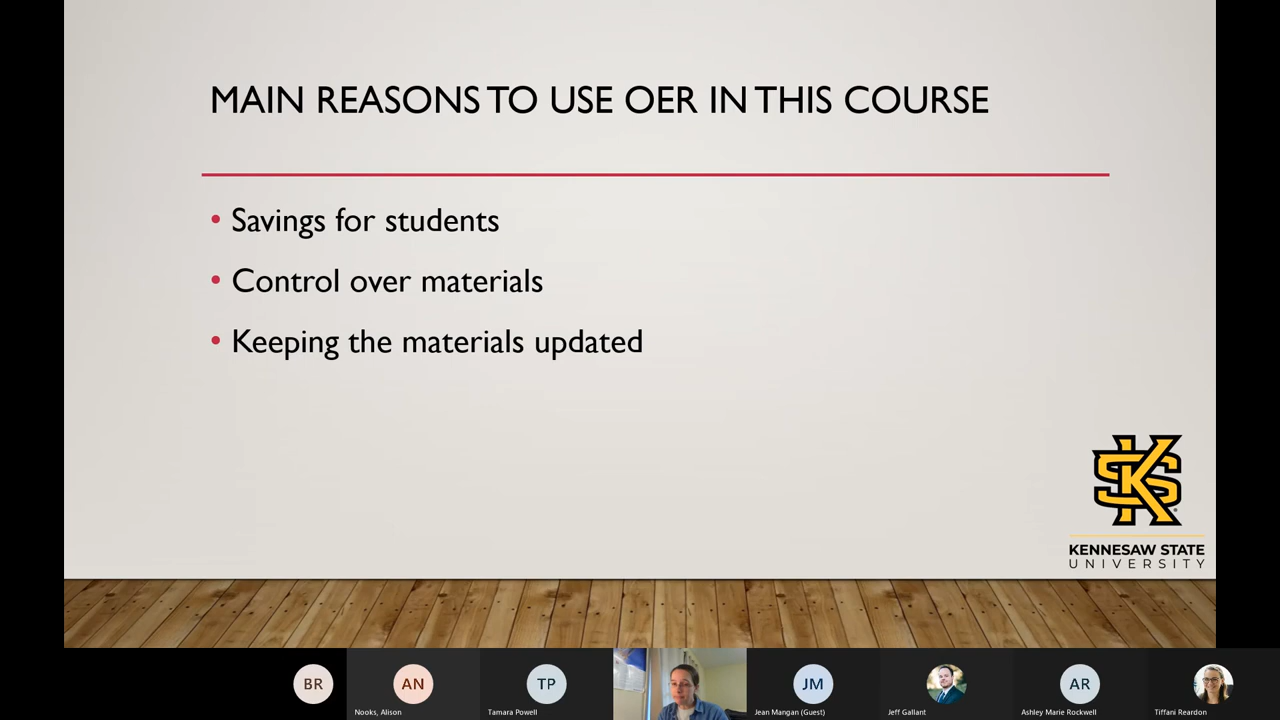 MAIN REASONS TO USE OER IN THIS COURSE
• Savings for students
• Control over materials
• Keeping the materials updated
KS
KENNESAW STATE
UNIVERSITY
BR
AN
TP
JM
AR
Nooks, Alison
Tamara Powell
Jean Mangan (Guest)
Jeff Gallant
Ashley Marie Rockwell
Tiffani Reardon